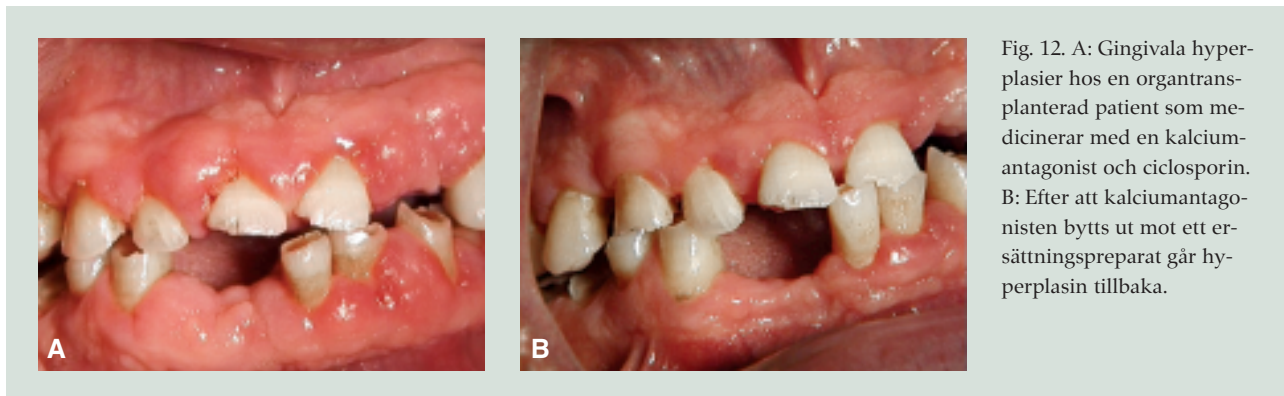 A
B
Fig. 12. A: Gingivala hyper-
plasier hos en organtrans-
planterad patient som me-
dicinerar med en kalcium-
antagonist och ciclosporin.
B: Efter att kalciumantago-
nisten bytts ut mot ett er-
sättningspreparat går hy-
perplasin tillbaka.